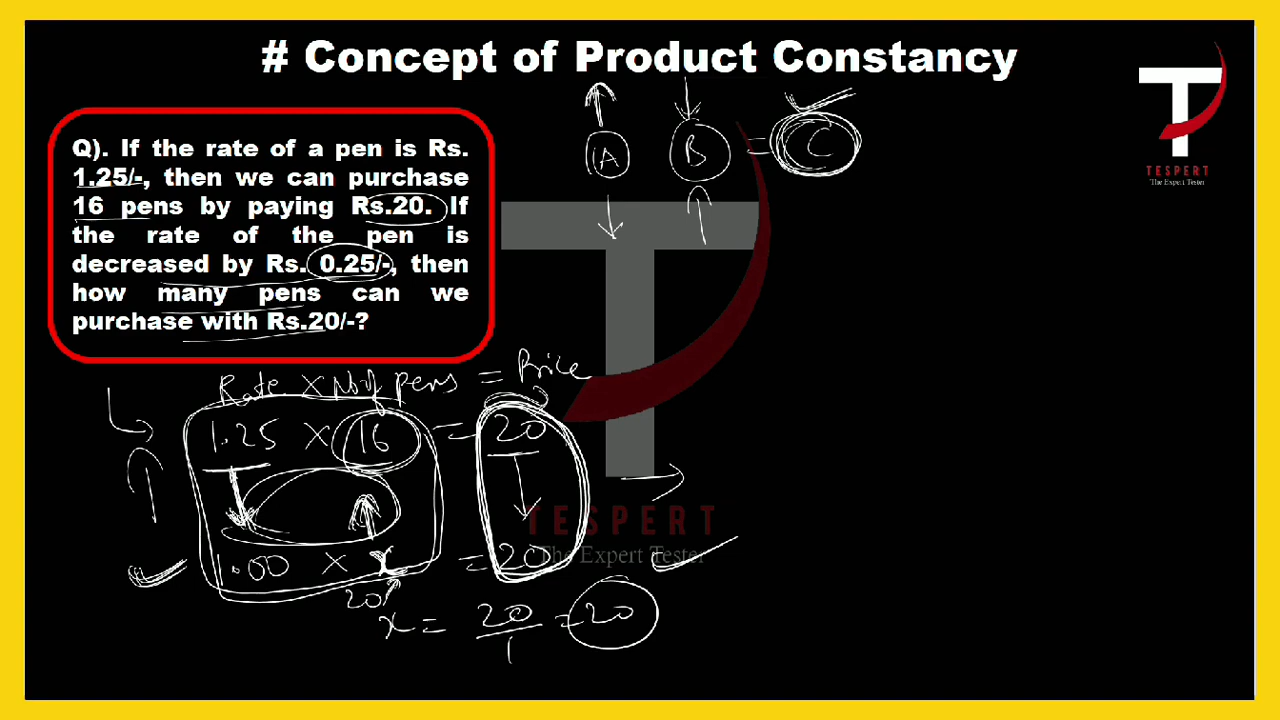 # Concept of Product Constancy
TESPERT
The Expert Tester
A B = C
Q). If the rate of a pen is Rs.
1.25/-, then we can purchase
16 pens by paying Rs.20. If
the rate of the pen is
decreased by Rs. 0.25/-, then
how many pens can we
purchase with Rs.20/-?
Rate X No of pens = Price
1.25 X 16 = 20
TESPERT
The Expert Tester
1.00 X x = 20
20
x = 20/1 = 20